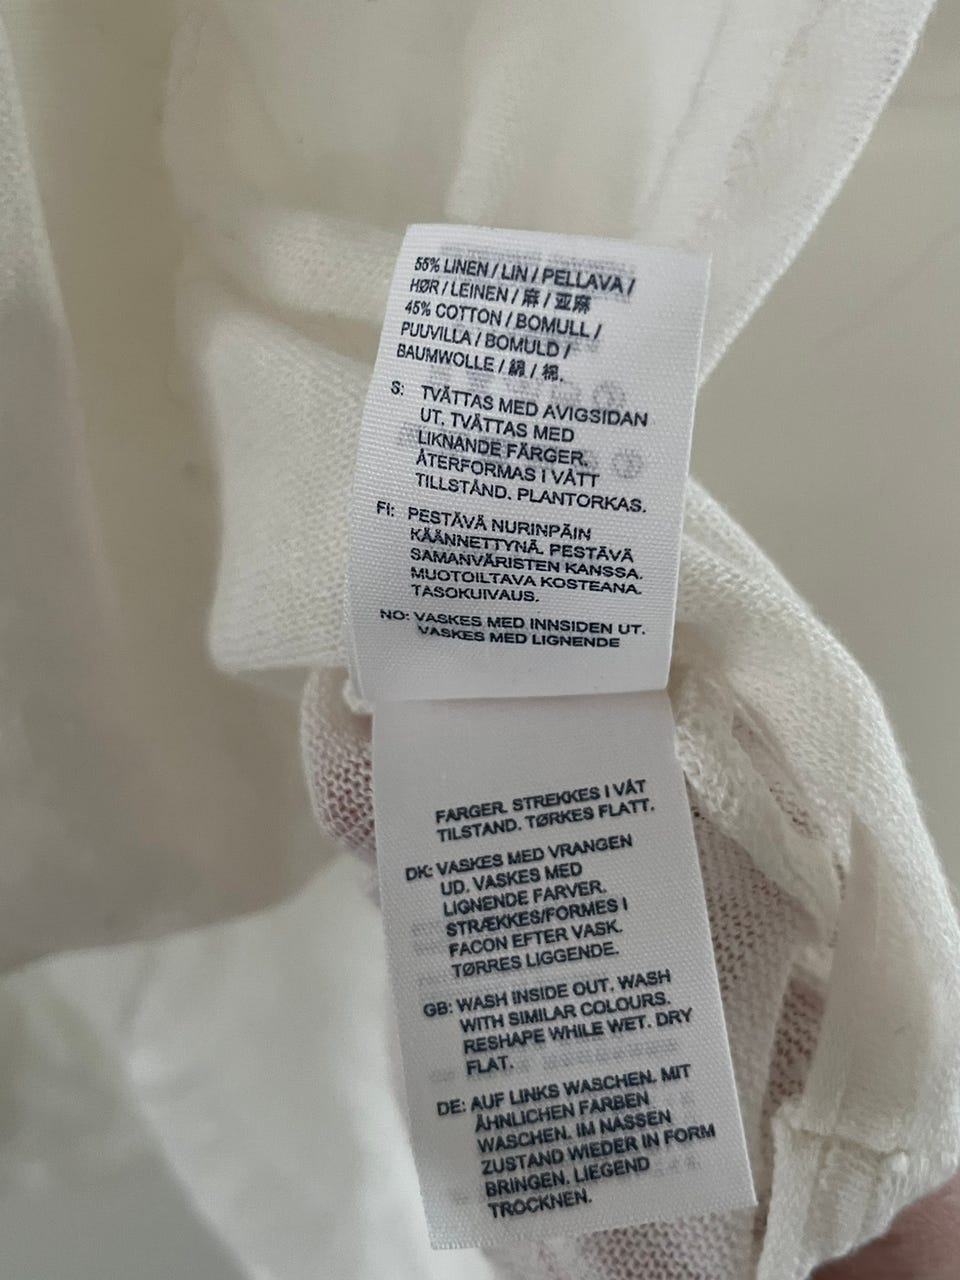 55% LINEN / LIN / PELLAVA /
HØR / LEINEN / 麻 / 亚麻
45% COTTON / BOMULL /
PUUVILLA / BOMULD /
BAUMWOLLE / 綿 / 棉.
S: TVÄTTAS MED AVIGSIDAN
UT. TVÄTTAS MED
LIKNANDE FÄRGER.
ÅTERFORMAS I VÅTT
TILLSTÅND. PLANTORKAS.
FI: PESTÄVÄ NURINPÄIN
KÄÄNNETTYNÄ. PESTÄVÄ
SAMANVÄRISTEN KANSSA.
MUOTOILTAVA KOSTEANA.
TASOKUIVAUS.
NO: VASKES MED INNSIDEN UT.
VASKES MED LIGNENDE
FARGER. STREKKES I VÅT
TILSTAND. TØRKES FLATT.
DK: VASKES MED VRANGEN
UD. VASKES MED
LIGNENDE FARVER.
STRÆKKES/FORMES I
FACON EFTER VASK.
TØRRES LIGGENDE.
GB: WASH INSIDE OUT. WASH
WITH SIMILAR COLOURS.
RESHAPE WHILE WET. DRY
FLAT.
DE: AUF LINKS WASCHEN. MIT
ÄHNLICHEN FARBEN
WASCHEN. IM NASSEN
ZUSTAND WIEDER IN FORM
BRINGEN. LIEGEND
TROCKNEN.